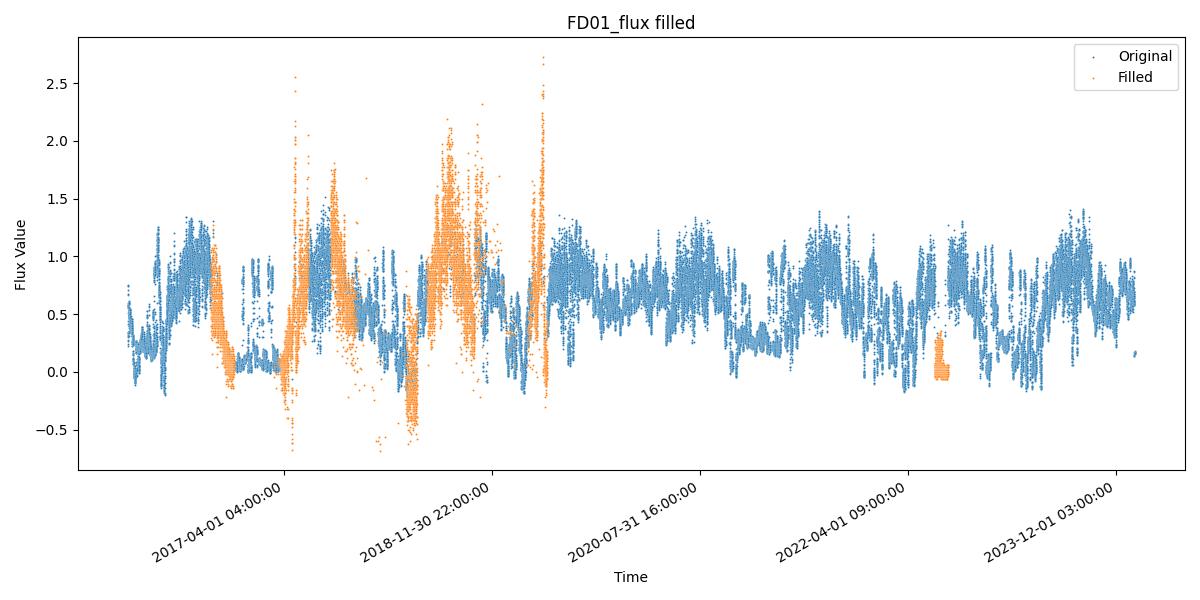 FD01_flux filled
Original
Filled
2.5
2.0
1.5
1.0
0.5
0.0
−0.5
Flux Value
2017-04-01 04:00:00
2018-11-30 22:00:00
2020-07-31 16:00:00
2022-04-01 09:00:00
2023-12-01 03:00:00
Time